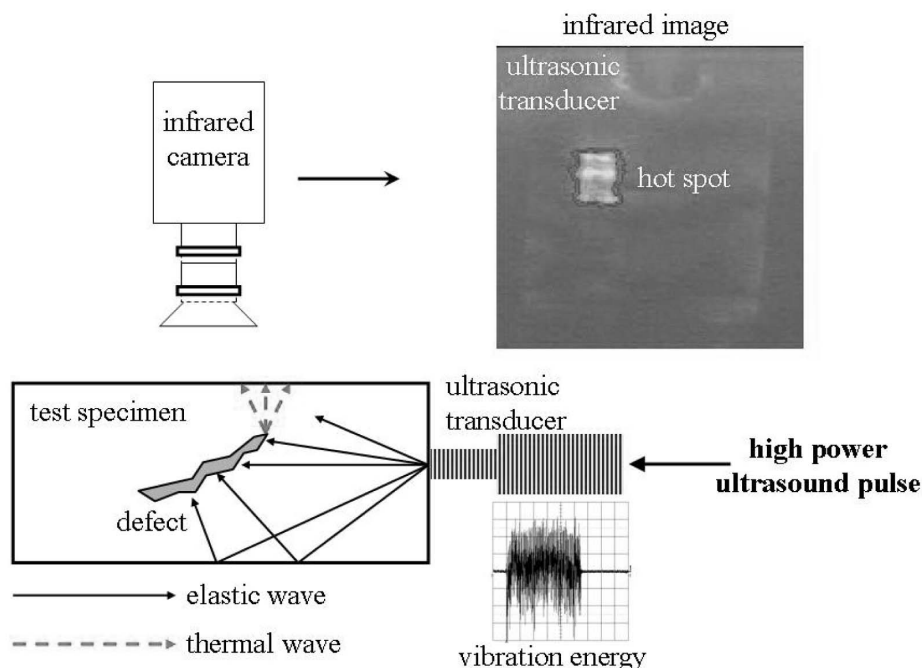 infrared image
ultrasonic
transducer
infrared
camera
hot spot
test specimen
ultrasonic
transducer
high power
ultrasound pulse
defect
elastic wave
thermal wave
vibration energy